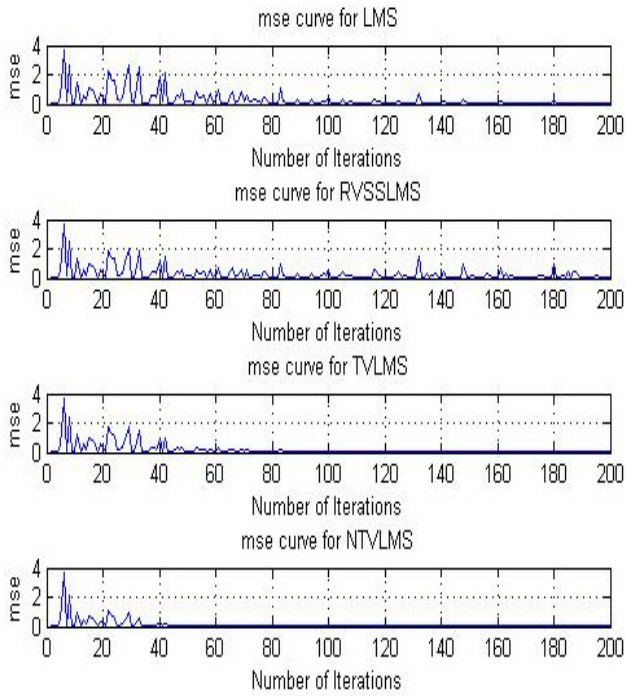 mse curve for LMS
4
2
0
mse
0 20 40 60 80 100 120 140 160 180 200
Number of Iterations
mse curve for RVSSLMS
4
2
0
mse
0 20 40 60 80 100 120 140 160 180 200
Number of Iterations
mse curve for TVLMS
4
2
0
mse
0 20 40 60 80 100 120 140 160 180 200
Number of Iterations
mse curve for NTVLMS
4
2
0
mse
0 20 40 60 80 100 120 140 160 180 200
Number of Iterations